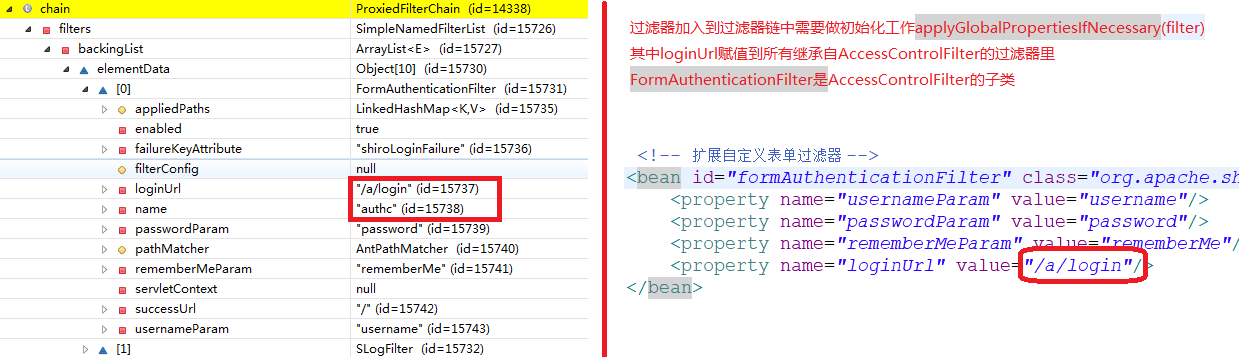 chain ProxiedFilterChain (id=14338)
filters SimpleNamedFilterList (id=15726)
backingList ArrayList<E> (id=15727)
elementData Object[10] (id=15730)
[0] FormAuthenticationFilter (id=15731)
appliedPaths LinkedHashMap<K,V> (id=15735)
enabled true
failureKeyAttribute "shiroLoginFailure" (id=15736)
filterConfig null
loginUrl "/a/login" (id=15737)
name "authc" (id=15738)
passwordParam "password" (id=15739)
pathMatcher AntPathMatcher (id=15740)
rememberMeParam "rememberMe" (id=15741)
servletContext null
successUrl "/" (id=15742)
usernameParam "username" (id=15743)
[1] SLogFilter (id=15732)
过滤器加入到过滤器链中需要做初始化工作applyGlobalPropertiesIfNecessary(filter)
其中loginUrl赋值到所有继承自AccessControlFilter的过滤器里
FormAuthenticationFilter是AccessControlFilter的子类
<!-- 扩展自定义表单过滤器 -->
<bean id="formAuthenticationFilter" class="org.apache.sh
<property name="usernameParam" value="username"/>
<property name="passwordParam" value="password"/>
<property name="rememberMeParam" value="rememberMe"/
<property name="loginUrl" value="/a/login"/>
</bean>